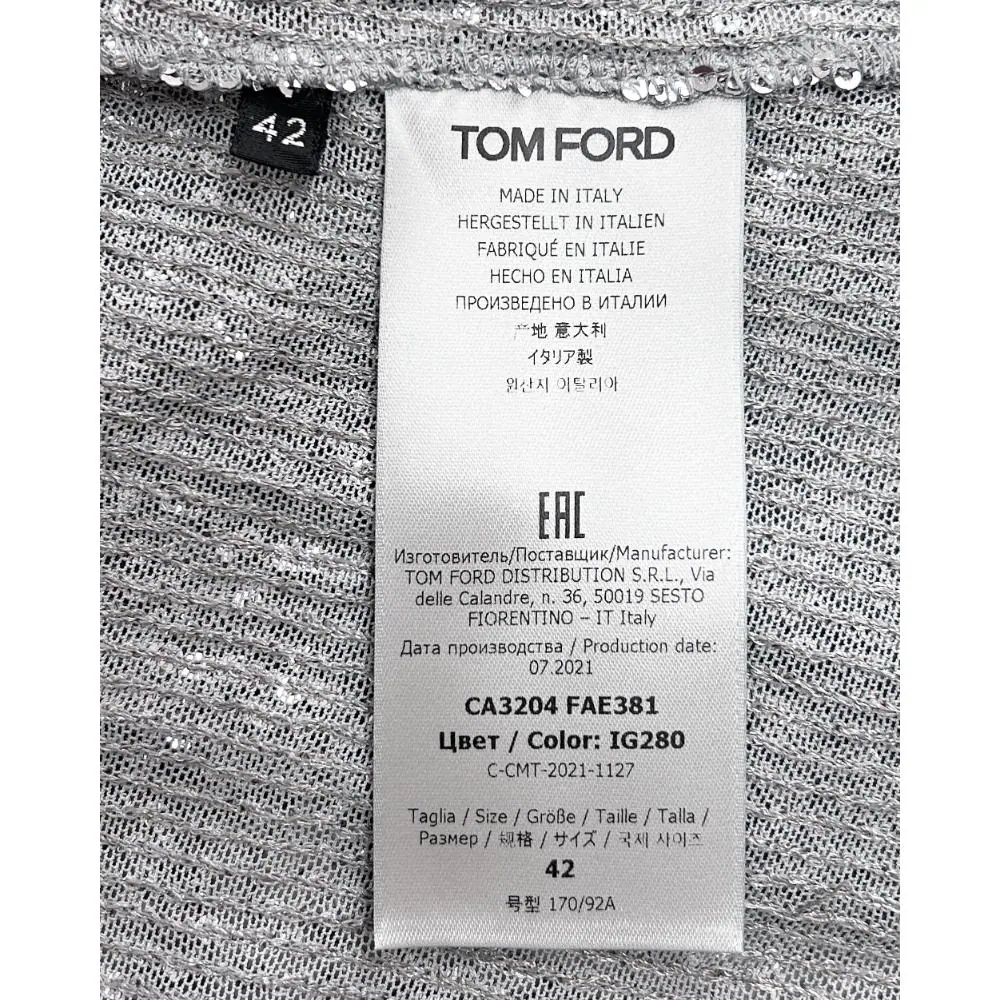 42
TOM FORD
MADE IN ITALY
HERGESTELLT IN ITALIEN
FABRIQUÉ EN ITALIE
HECHO EN ITALIA
ПРОИЗВЕДЕНО В ИТАЛИИ
产地 意大利
イタリア製
원산지 이탈리아
EAC
Изготовитель/Поставщик/Manufacturer:
TOM FORD DISTRIBUTION S.R.L., Via
delle Calandre, n. 36, 50019 SESTO
FIORENTINO – IT Italy
Дата производства / Production date:
07.2021
CA3204 FAE381
Цвет / Color: IG280
C-CMT-2021-1127
Taglia / Size / Größe / Taille / Talla /
Размер / 规格 / サイズ / 국제 사이즈
42
号型 170/92A